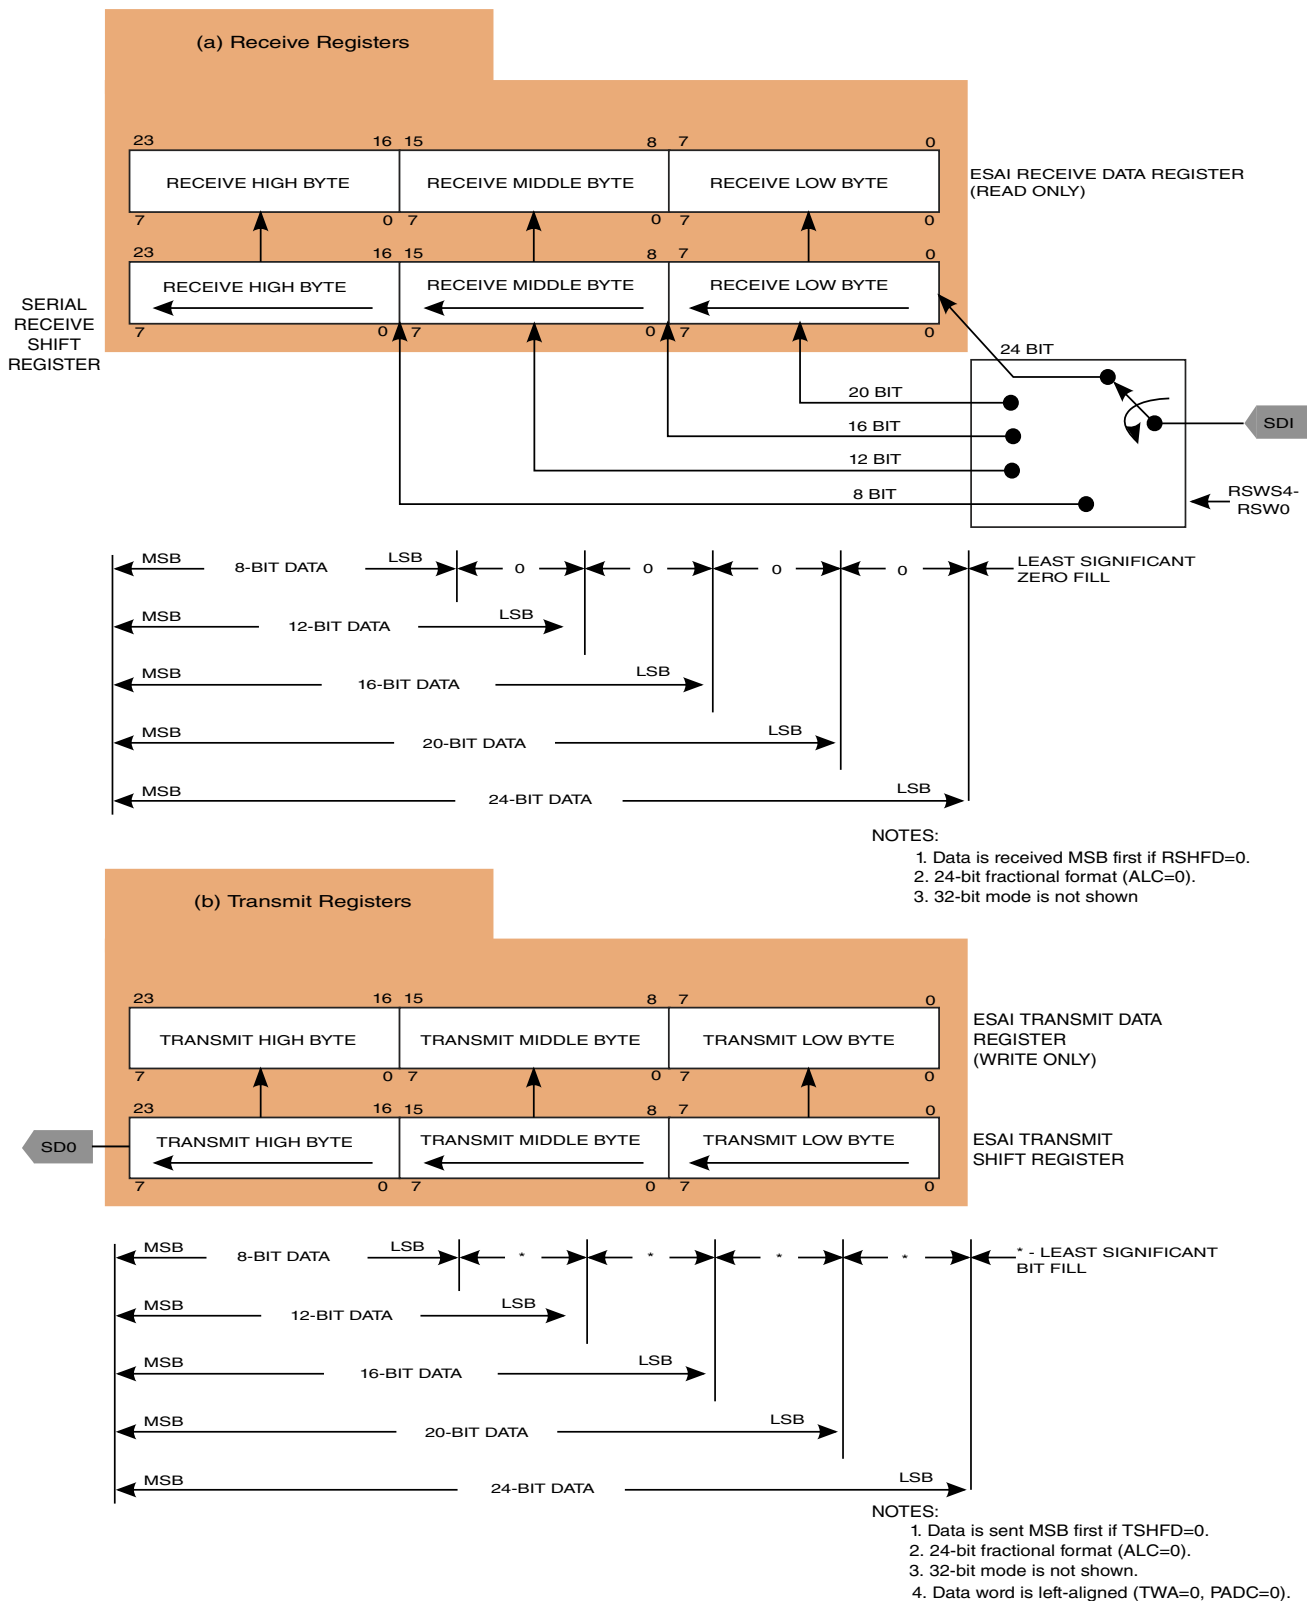 (a) Receive Registers
23 16 15 8 7 0
RECEIVE HIGH BYTE RECEIVE MIDDLE BYTE RECEIVE LOW BYTE
ESAI RECEIVE DATA REGISTER
(READ ONLY)
7 0 7 0 7 0
23 16 15 8 7 0
RECEIVE HIGH BYTE RECEIVE MIDDLE BYTE RECEIVE LOW BYTE
7 0 7 0 7 0
SERIAL
RECEIVE
SHIFT
REGISTER
24 BIT
20 BIT
16 BIT
12 BIT
8 BIT
SDI
RSWS4-
RSW0
MSB 8-BIT DATA LSB 0 0 0 0
LEAST SIGNIFICANT
ZERO FILL
MSB 12-BIT DATA LSB
MSB 16-BIT DATA LSB
MSB 20-BIT DATA LSB
MSB 24-BIT DATA LSB
NOTES:
1. Data is received MSB first if RSHFD=0.
2. 24-bit fractional format (ALC=0).
3. 32-bit mode is not shown
(b) Transmit Registers
23 16 15 8 7 0
TRANSMIT HIGH BYTE TRANSMIT MIDDLE BYTE TRANSMIT LOW BYTE
ESAI TRANSMIT DATA
REGISTER
(WRITE ONLY)
7 0 7 0 7 0
23 16 15 8 7 0
SD0
TRANSMIT HIGH BYTE TRANSMIT MIDDLE BYTE TRANSMIT LOW BYTE
ESAI TRANSMIT
SHIFT REGISTER
7 0 7 0 7 0
MSB 8-BIT DATA LSB * * * *
* - LEAST SIGNIFICANT
BIT FILL
MSB 12-BIT DATA LSB
MSB 16-BIT DATA LSB
MSB 20-BIT DATA LSB
MSB 24-BIT DATA LSB
NOTES:
1. Data is sent MSB first if TSHFD=0.
2. 24-bit fractional format (ALC=0).
3. 32-bit mode is not shown.
4. Data word is left-aligned (TWA=0, PADC=0).